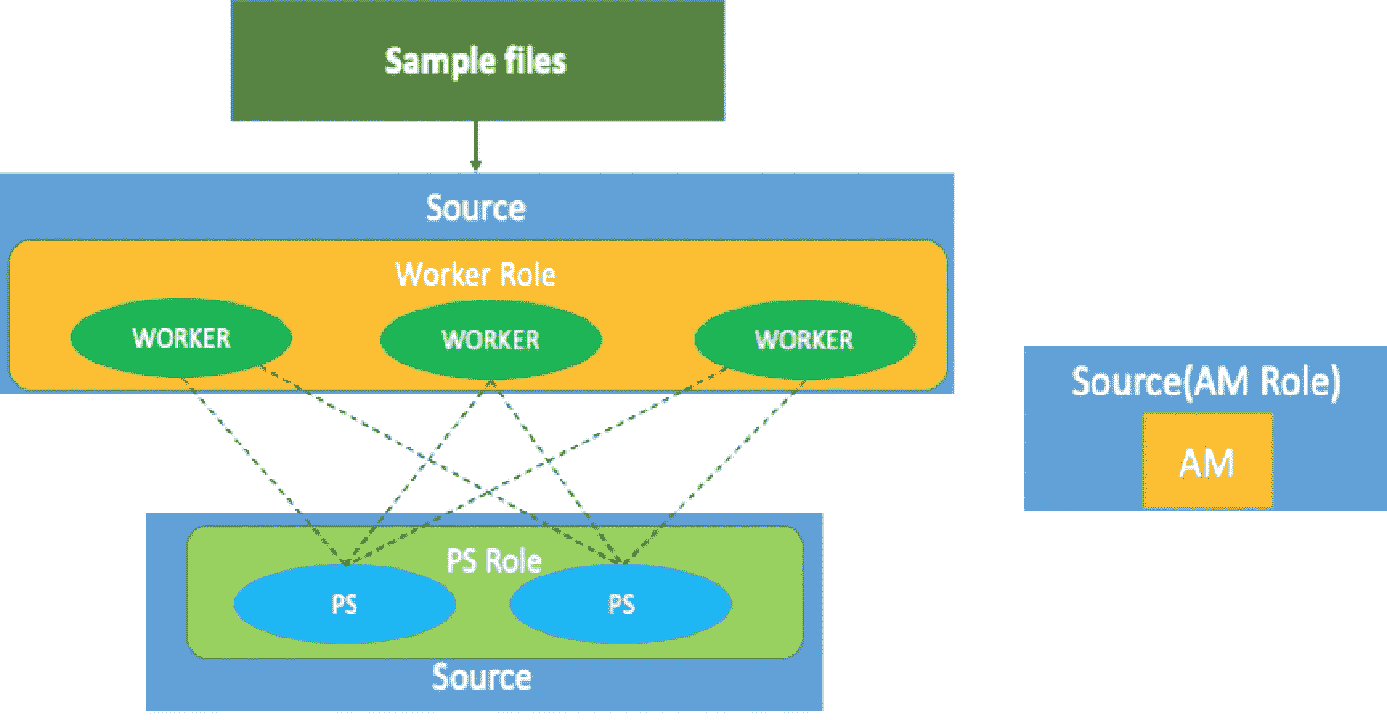 Sample files
Source
Worker Role
WORKER
WORKER
WORKER
Source(AM Role)
AM
PS Role
PS
PS
Source